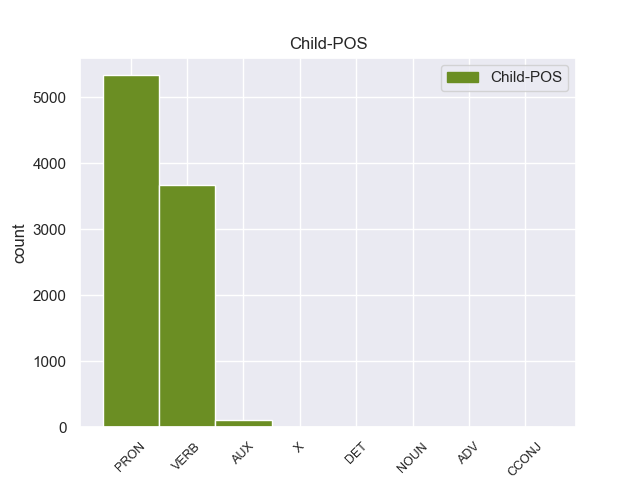 Child-POS
Child-POS
count
5000
4000
3000
2000
1000
0
PRON
VERB
AUX
X
DET
NOUN
ADV
CCONJ